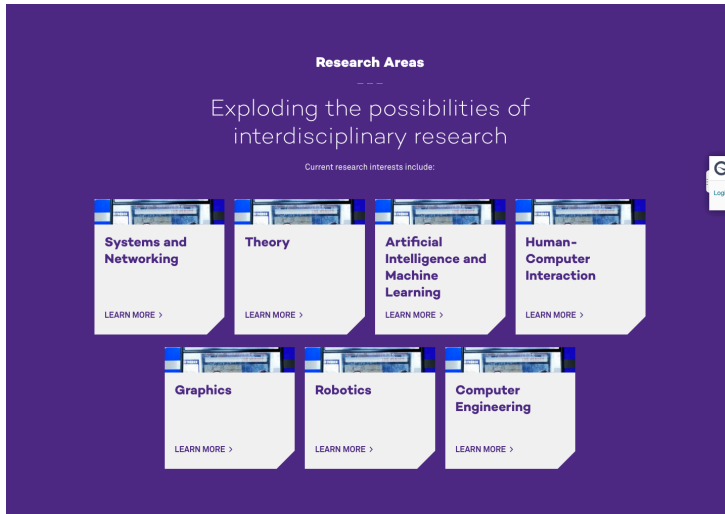 Research Areas
Exploding the possibilities of
interdisciplinary research
Current research interests include:
Systems and
Networking
LEARN MORE >
Theory
LEARN MORE >
Artificial
Intelligence and
Machine
Learning
LEARN MORE >
Human-
Computer
Interaction
LEARN MORE >
Graphics
LEARN MORE >
Robotics
LEARN MORE >
Computer
Engineering
LEARN MORE >